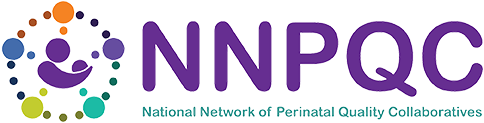 NNPQC
National Network of Perinatal Quality Collaboratives